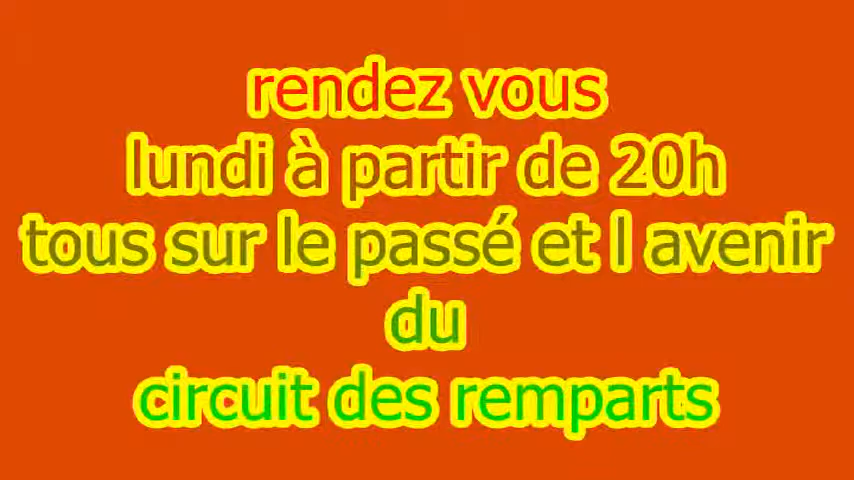 rendez vous
lundi à partir de 20h
tous sur le passé et l avenir
du
circuit des remparts